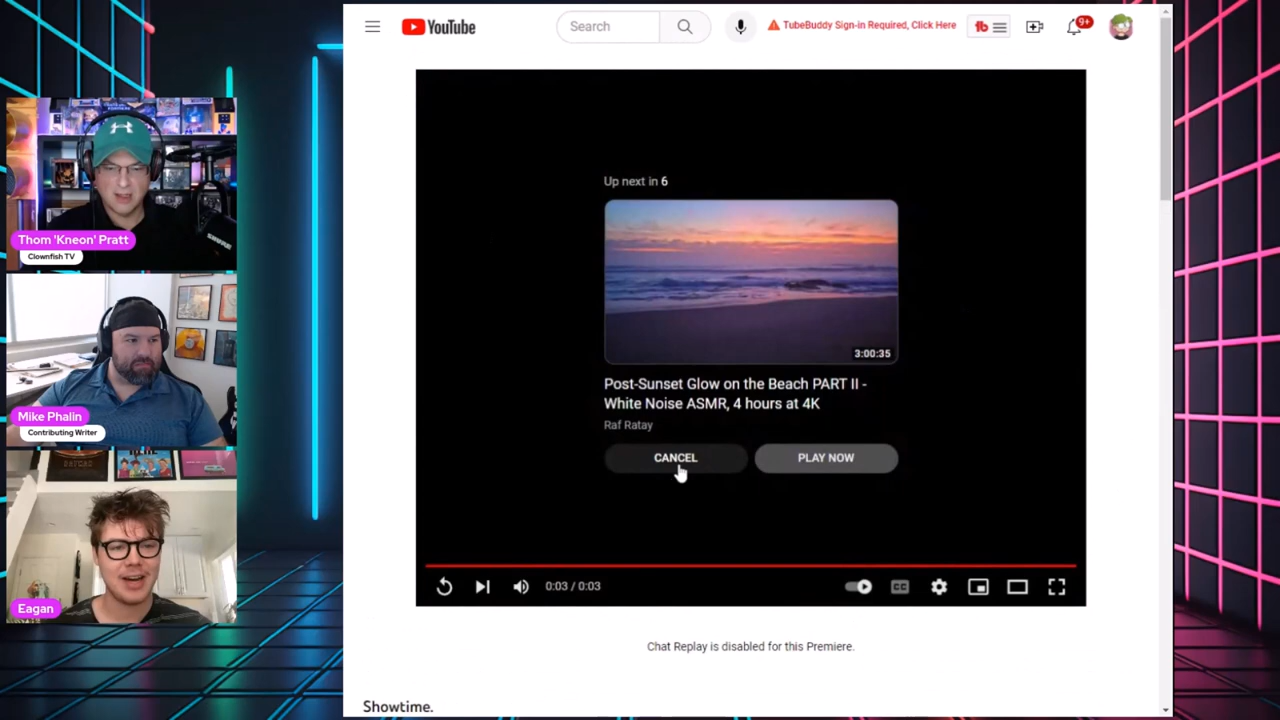 YouTube
Search
TubeBuddy Sign-in Required, Click Here
tb
9+
Up next in 6
3:00:35
Post-Sunset Glow on the Beach PART II -
White Noise ASMR, 4 hours at 4K
Raf Ratay
CANCEL
PLAY NOW
0:03 / 0:03
CC
Chat Replay is disabled for this Premiere.
Showtime.
Thom 'Kneon' Pratt
Clownfish TV
Mike Phalin
Contributing Writer
Eagan